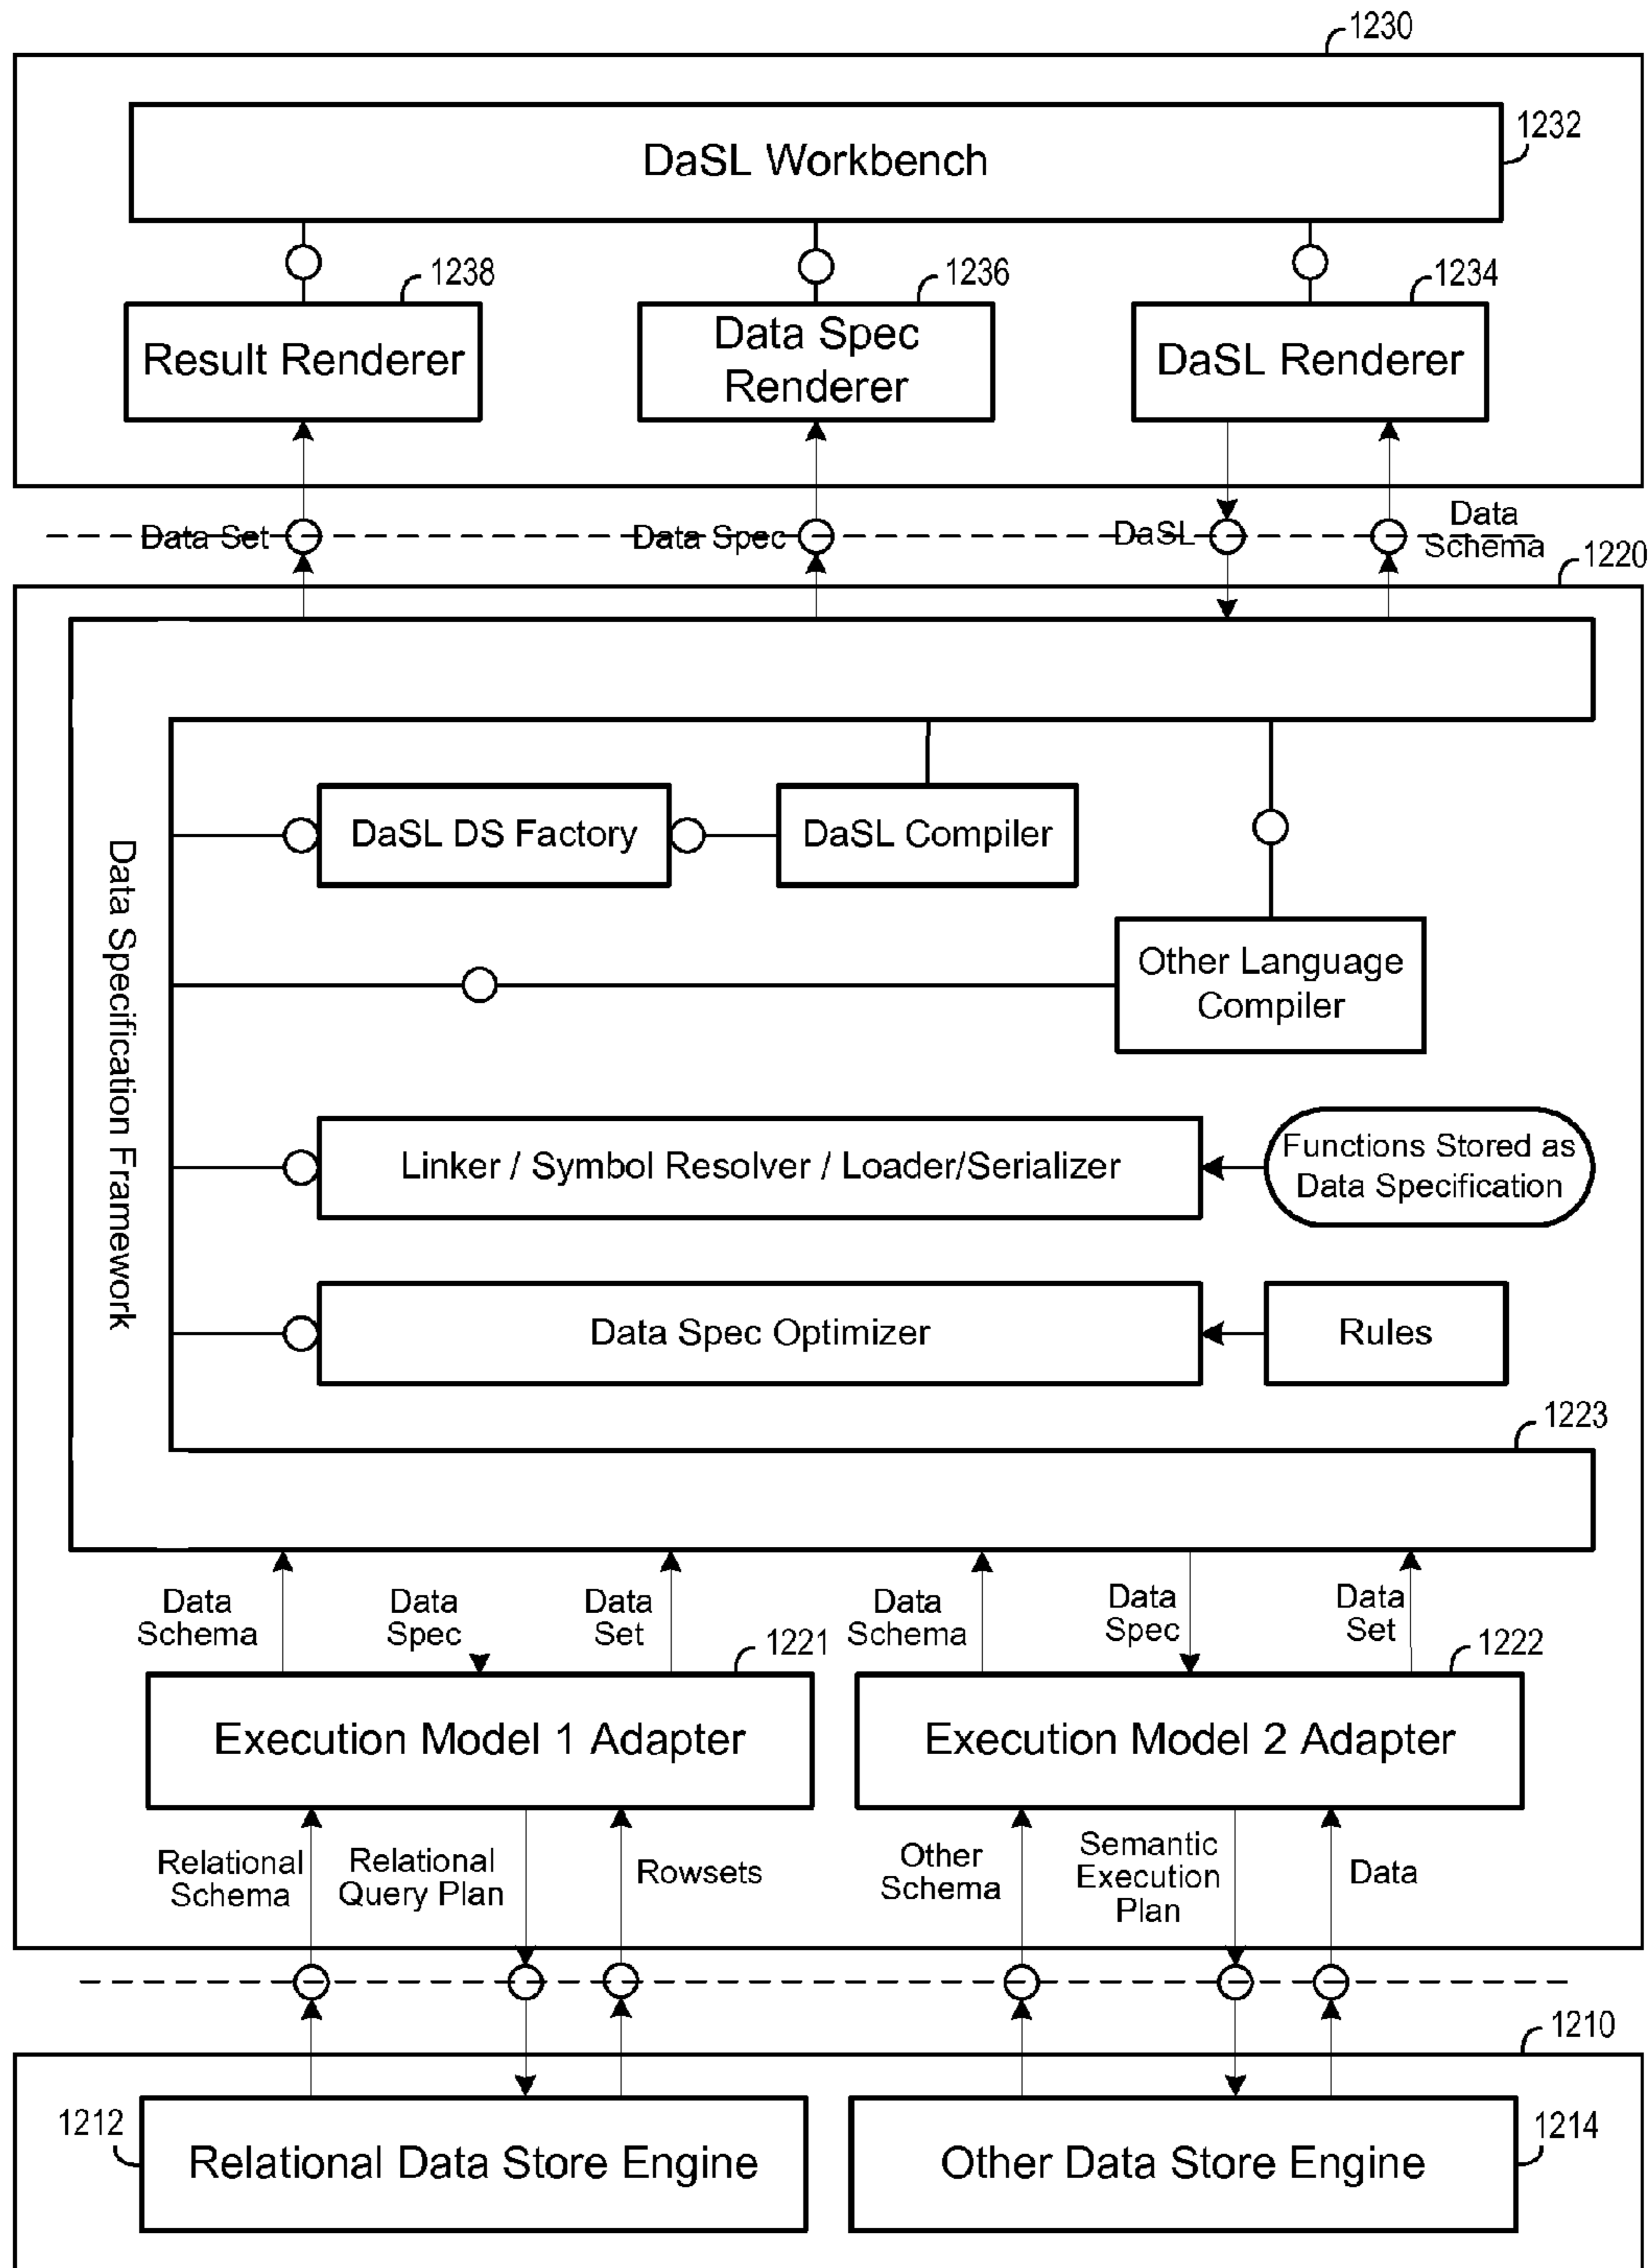 1230
DaSL Workbench
1232
1238
1236
1234
Result Renderer
Data Spec
Renderer
DaSL Renderer
Data Set
Data Spec
DaSL
Data
Schema
1220
Data Specification Framework
DaSL DS Factory
DaSL Compiler
Other Language
Compiler
Linker / Symbol Resolver / Loader/Serializer
Functions Stored as
Data Specification
Data Spec Optimizer
Rules
1223
Data
Schema
Data
Spec
Data
Set
1221
Data
Schema
Data
Spec
Data
Set
1222
Execution Model 1 Adapter
Execution Model 2 Adapter
Relational
Schema
Relational
Query Plan
Rowsets
Other
Schema
Semantic
Execution
Plan
Data
1210
1212
Relational Data Store Engine
Other Data Store Engine
1214